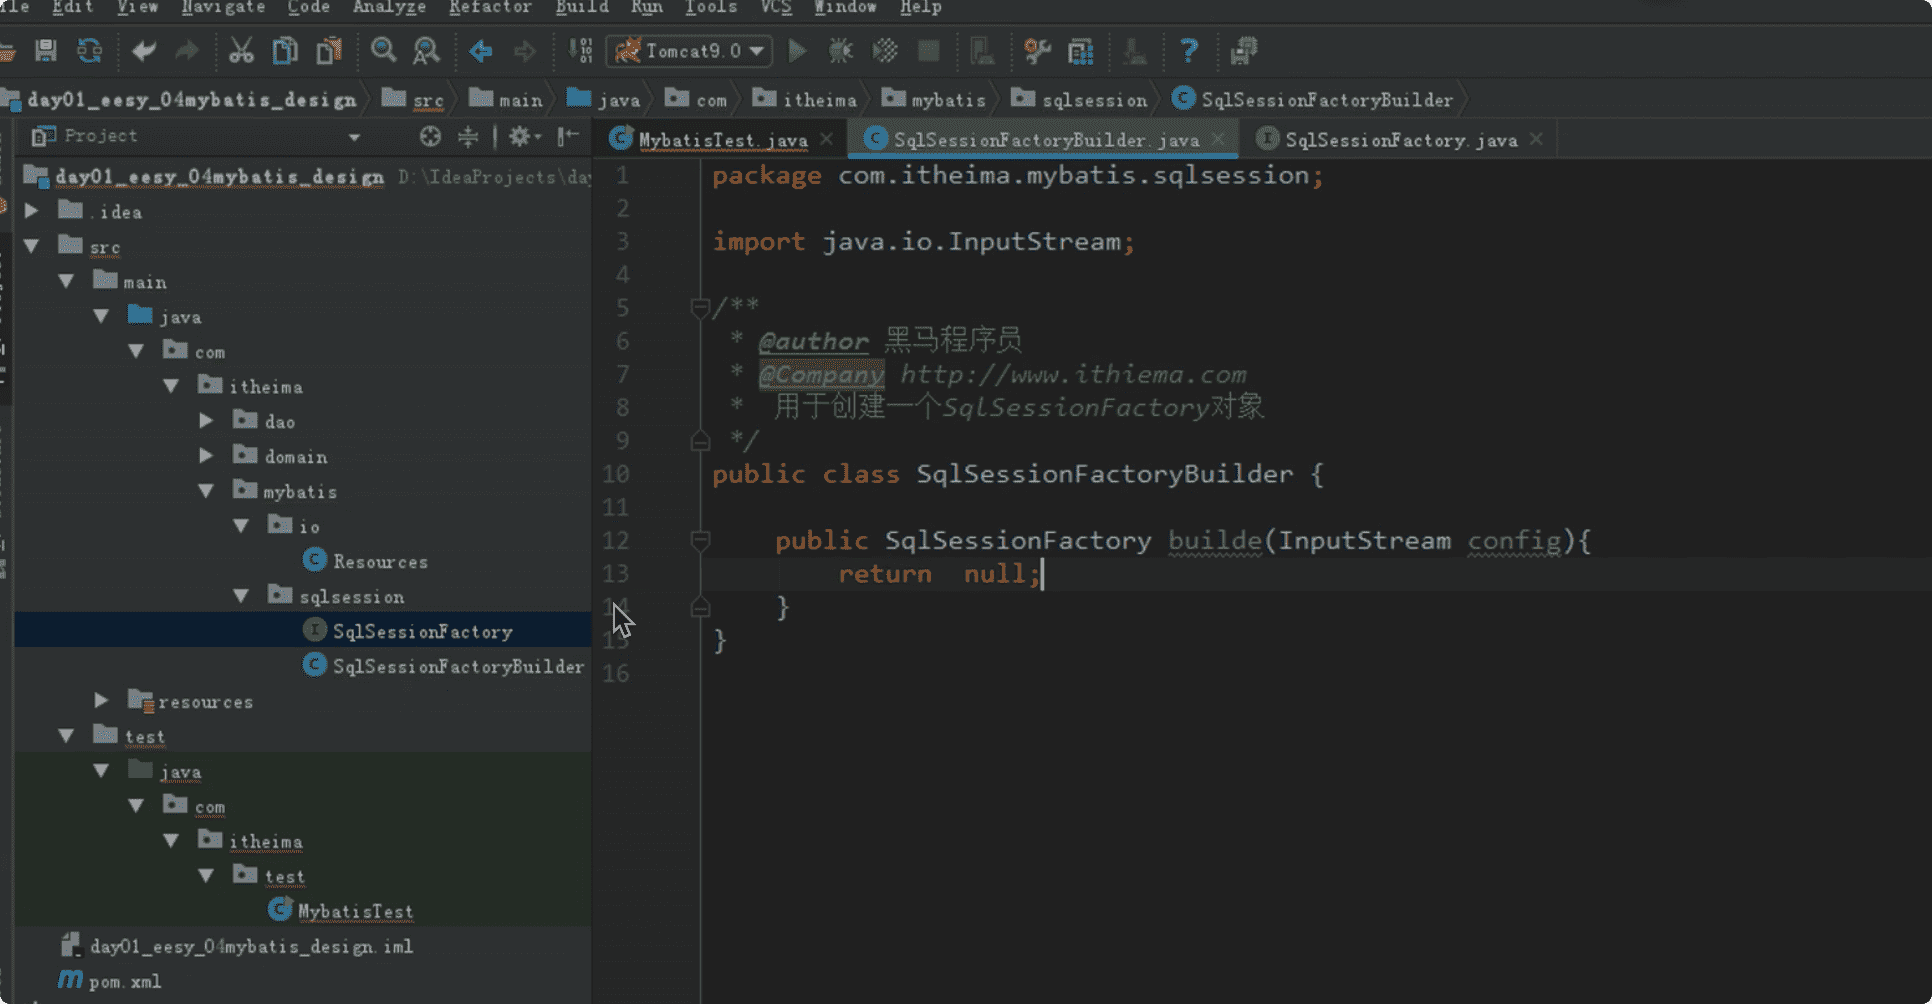 Edit View Navigate Code Analyze Refactor Build Run Tools VCS Window Help
Tomcat9.0
day01_eesy_04mybatis_design src main java com itheima mybatis sqlsession SqlSessionFactoryBuilder
Project
MybatisTest.java SqlSessionFactoryBuilder.java SqlSessionFactory.java
day01_eesy_04mybatis_design D:\IdeaProjects\da
.idea
src
main
java
com
itheima
dao
domain
mybatis
io
Resources
sqlsession
SqlSessionFactory
SqlSessionFactoryBuilder
resources
test
java
com
itheima
test
MybatisTest
day01_eesy_04mybatis_design.iml
pom.xml
1 package com.itheima.mybatis.sqlsession;
2
3 import java.io.InputStream;
4
5 /**
6 * @author 黑马程序员
7 * @Company http://www.ithiema.com
8 * 用于创建一个SqlSessionFactory对象
9 */
10 public class SqlSessionFactoryBuilder {
11
12 public SqlSessionFactory builde(InputStream config){
13 return null;
14 }
15 }
16